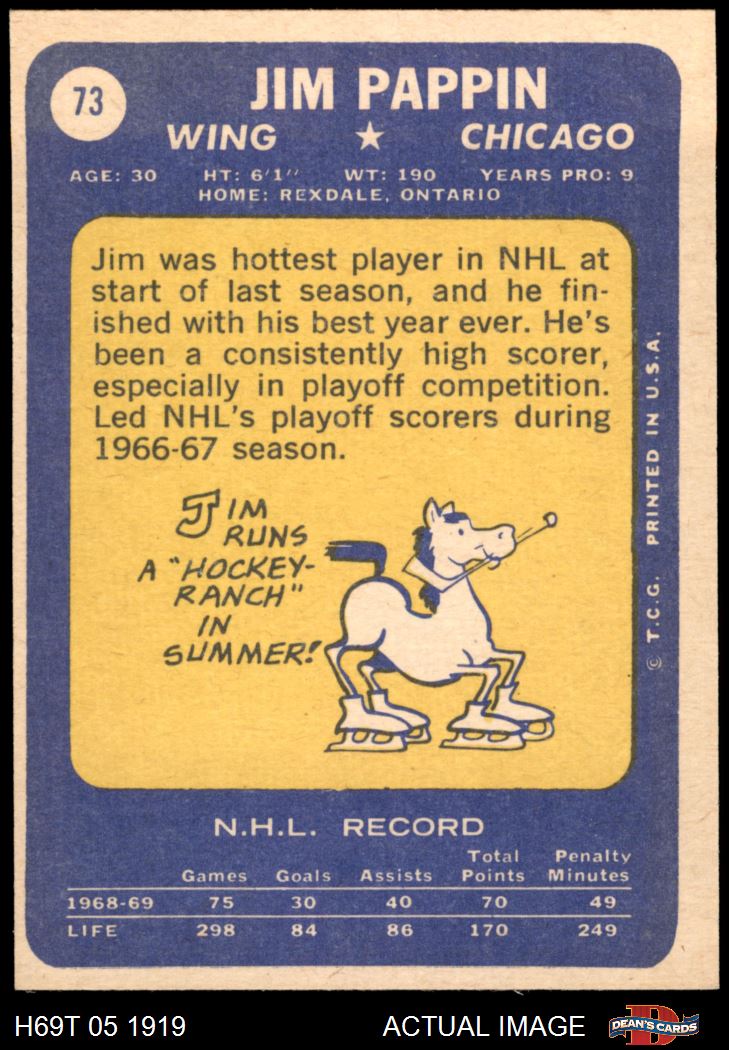 73
JIM PAPPIN
WING ★ CHICAGO
AGE: 30 HT: 6'1" WT: 190 YEARS PRO: 9
HOME: REXDALE, ONTARIO
Jim was hottest player in NHL at
start of last season, and he fin-
ished with his best year ever. He's
been a consistently high scorer,
especially in playoff competition.
Led NHL's playoff scorers during
1966-67 season.
JIM
RUNS
A "HOCKEY-
RANCH"
IN
SUMMER!
© T.C.G. PRINTED IN U.S.A.
N.H.L. RECORD
Total Penalty
Games Goals Assists Points Minutes
1968-69 75 30 40 70 49
LIFE 298 84 86 170 249
H69T 05 1919 ACTUAL IMAGE D DEAN'S CARDS